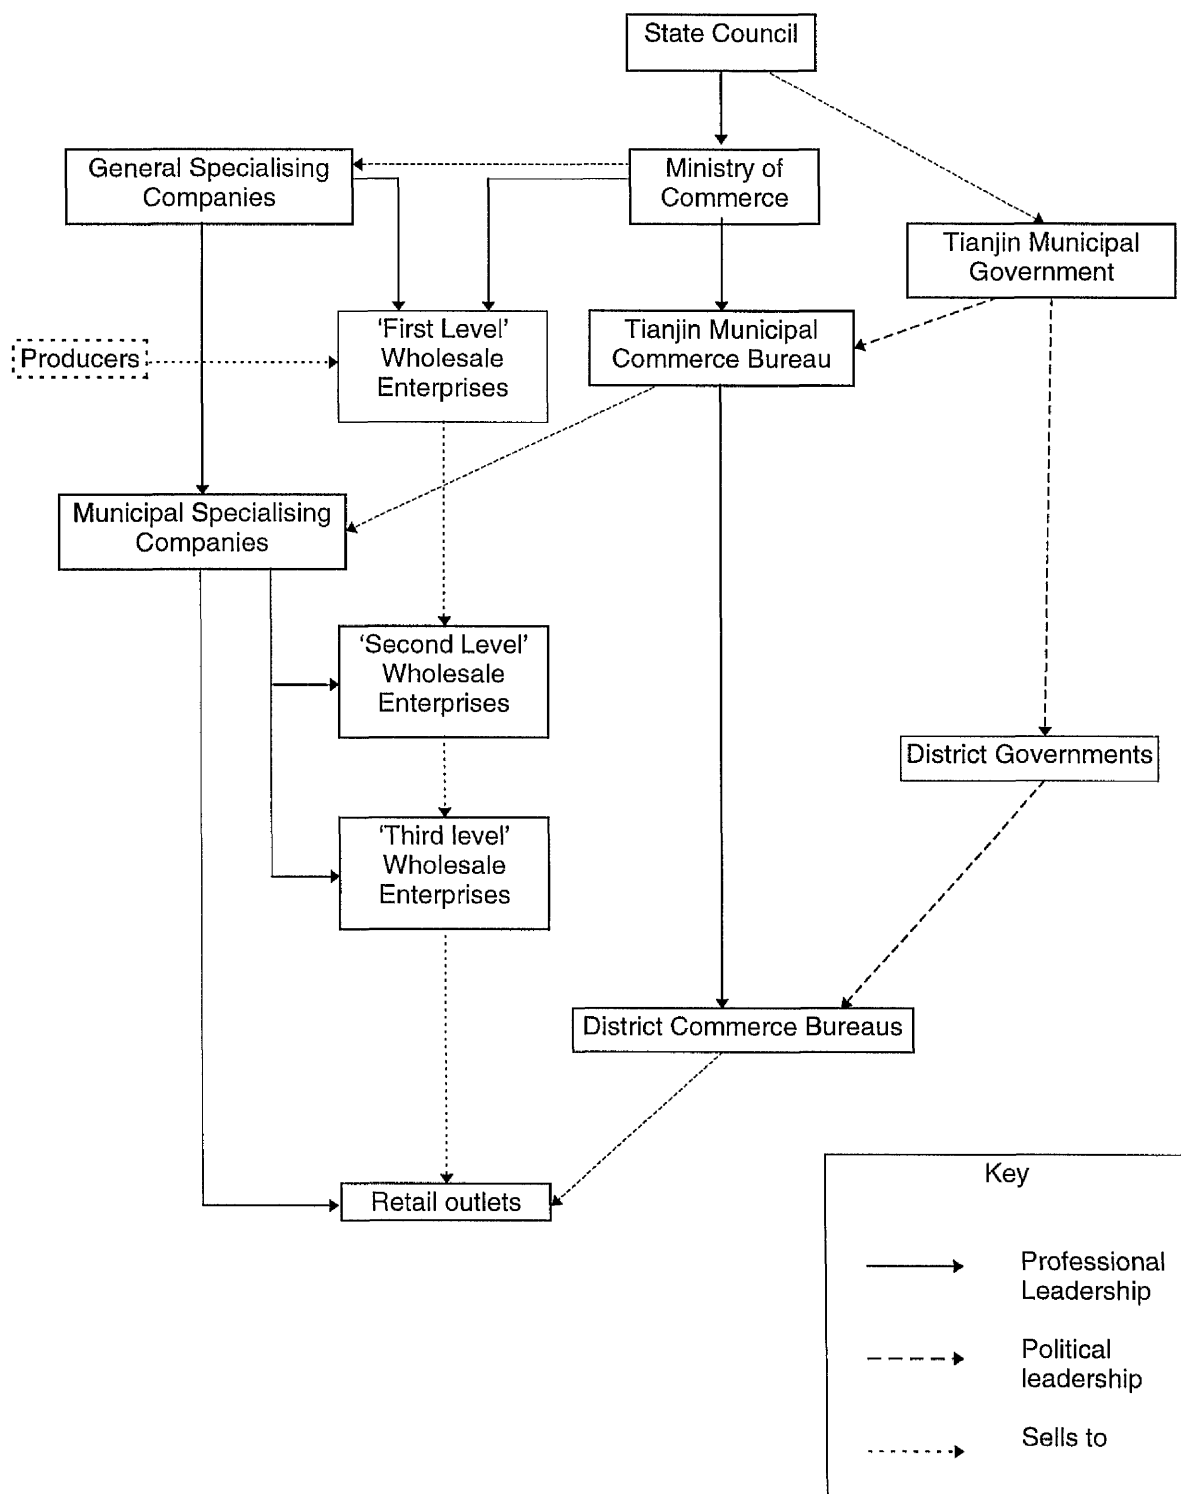 State Council
General Specialising
Companies
Ministry of
Commerce
Tianjin Municipal
Government
'First Level'
Wholesale
Enterprises
Tianjin Municipal
Commerce Bureau
Producers
Municipal Specialising
Companies
'Second Level'
Wholesale
Enterprises
District Governments
'Third level'
Wholesale
Enterprises
District Commerce Bureaus
Retail outlets
Key
Professional
Leadership
Political
leadership
Sells to